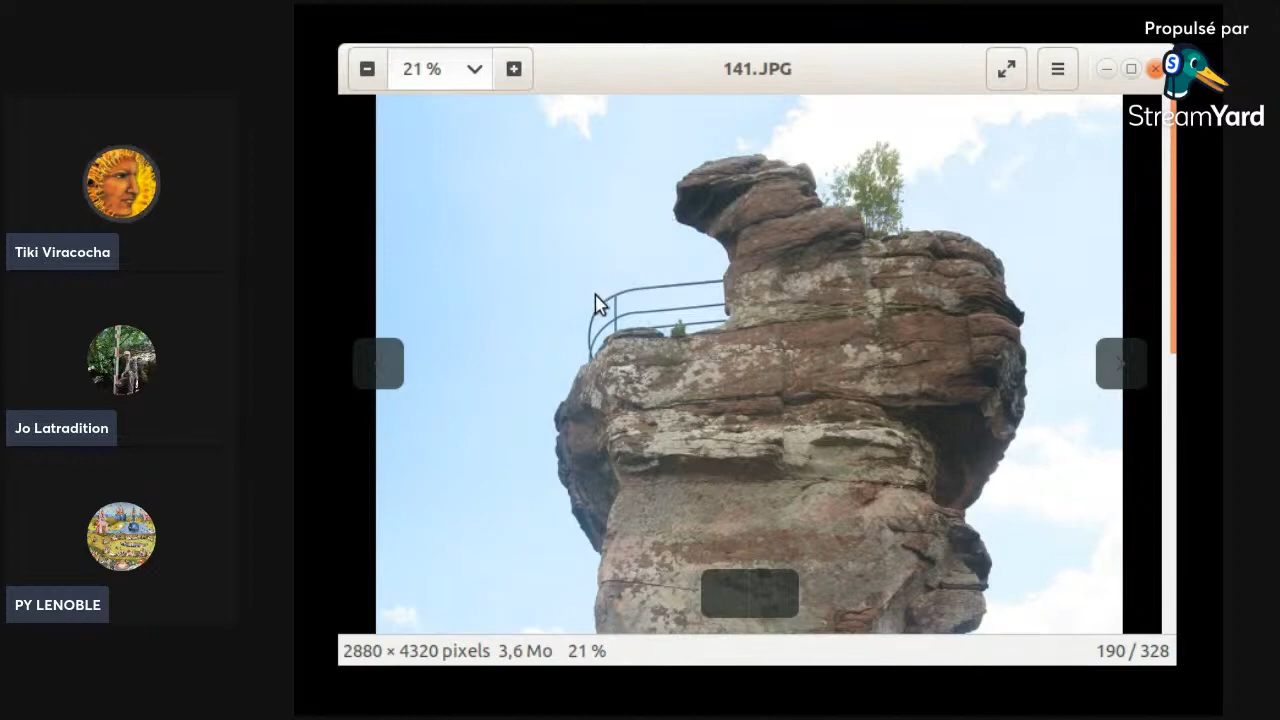 Propulsé par
StreamYard
21 %
141.JPG
Tiki Viracocha
Jo Latradition
PY LENOBLE
2880 × 4320 pixels 3,6 Mo 21 %
190 / 328